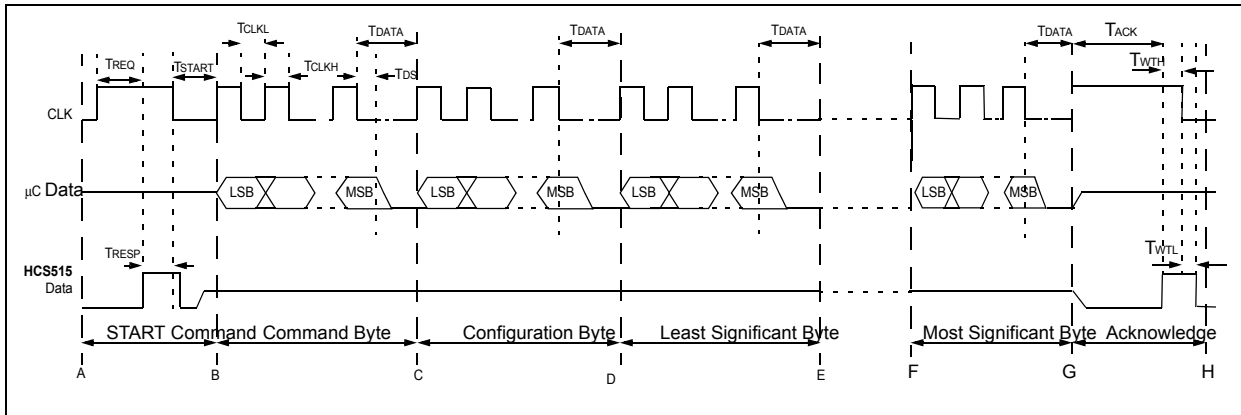 TCLKL TDATA TDATA TDATA TDATA TACK
TREQ TSTART TCLKH TDS TWTH
CLK
µC Data LSB MSB LSB MSB LSB MSB LSB MSB
TRESP TWTL
HCS515
Data
START Command Command Byte Configuration Byte Least Significant Byte Most Significant Byte Acknowledge
A B C D E F G H